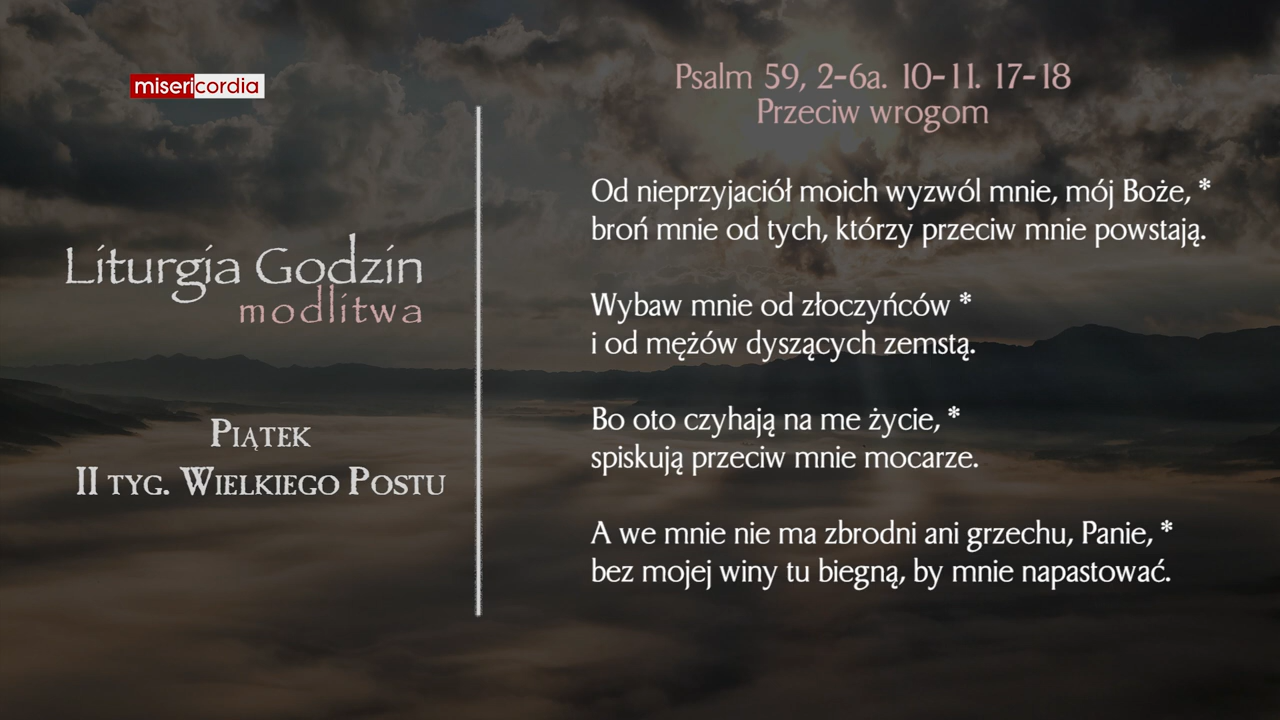 misericordia
Liturgia Godzin
modlitwa
Piątek
II tyg. Wielkiego Postu
Psalm 59, 2-6a. 10-11. 17-18
Przeciw wrogom
Od nieprzyjaciół moich wyzwól mnie, mój Boże, *
broń mnie od tych, którzy przeciw mnie powstają.
Wybaw mnie od złoczyńców *
i od mężów dyszących zemstą.
Bo oto czyhają na me życie, *
spiskują przeciw mnie mocarze.
A we mnie nie ma zbrodni ani grzechu, Panie, *
bez mojej winy tu biegną, by mnie napastować.